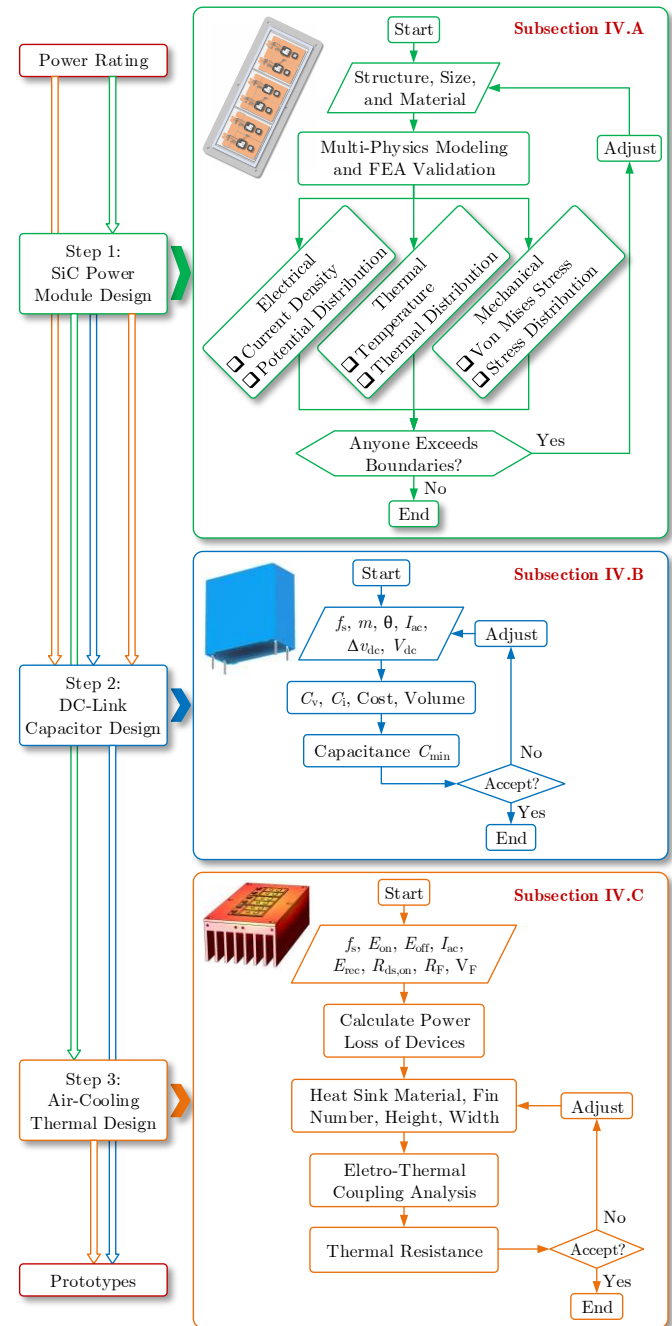 Power Rating
Step 1:
SiC Power
Module Design
Step 2:
DC-Link
Capacitor Design
Step 3:
Air-Cooling
Thermal Design
Prototypes
Subsection IV.A
Start
Structure, Size,
and Material
Multi-Physics Modeling
and FEA Validation
Adjust
Electrical
❑ Current Density
❑ Potential Distribution
Thermal
❑ Temperature
❑ Thermal Distribution
Mechanical
❑ Von Mises Stress
❑ Stress Distribution
Anyone Exceeds
Boundaries?
Yes
No
End
Subsection IV.B
Start
fs, m, θ, Iac,
Δvdc, Vdc
Adjust
Cv, Ci, Cost, Volume
Capacitance Cmin
No
Accept?
Yes
End
Subsection IV.C
Start
fs, Eon, Eoff, Iac,
Erec, Rds,on, RF, VF
Calculate Power
Loss of Devices
Heat Sink Material, Fin
Number, Height, Width
Adjust
Eletro-Thermal
Coupling Analysis
No
Thermal Resistance
Accept?
Yes
End